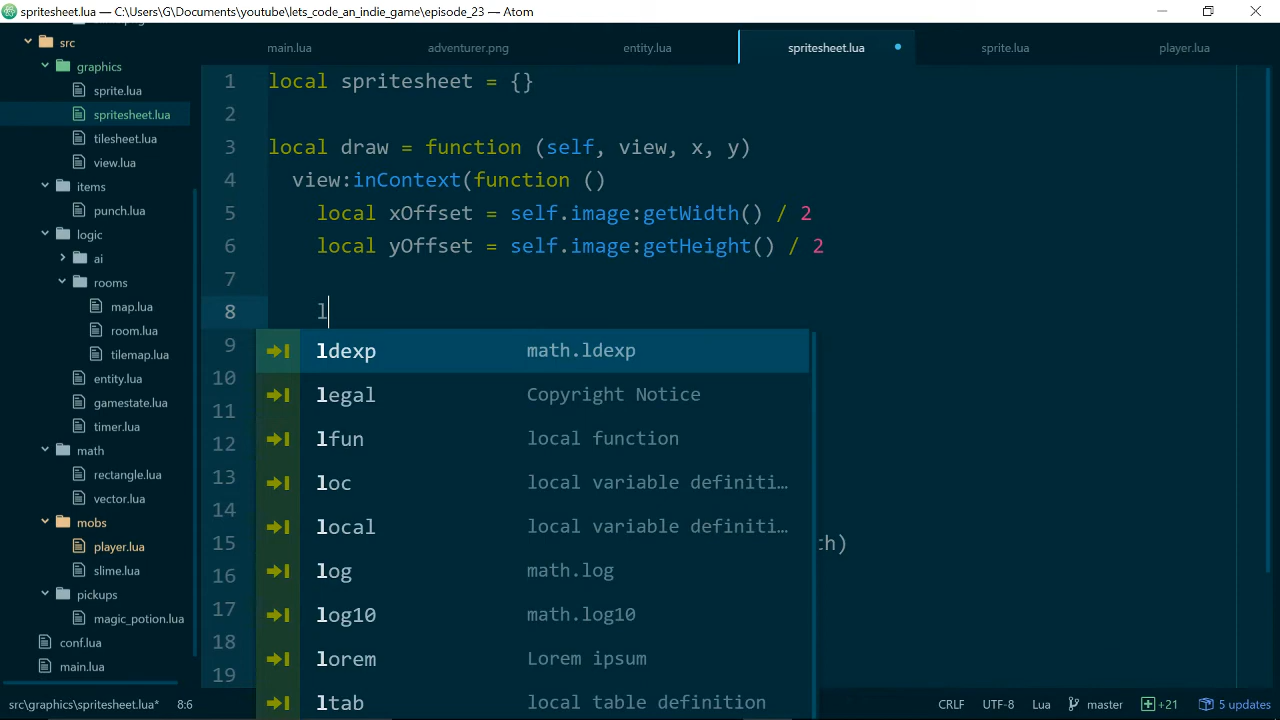 spritesheet.lua — C:\Users\G\Documents\youtube\lets_code_an_indie_game\episode_23 — Atom
src
graphics
sprite.lua
spritesheet.lua
tilesheet.lua
view.lua
items
punch.lua
logic
ai
rooms
map.lua
room.lua
tilemap.lua
entity.lua
gamestate.lua
timer.lua
math
rectangle.lua
vector.lua
mobs
player.lua
slime.lua
pickups
magic_potion.lua
conf.lua
main.lua
main.lua adventurer.png entity.lua spritesheet.lua sprite.lua player.lua
1 local spritesheet = {}
2
3 local draw = function (self, view, x, y)
4 view:inContext(function ()
5 local xOffset = self.image:getWidth() / 2
6 local yOffset = self.image:getHeight() / 2
7
8 l
9 ldexp math.ldexp
10 legal Copyright Notice
11
12 lfun local function
13 loc local variable definiti…
14 local local variable definiti…
15 th)
16 log math.log
17 log10 math.log10
18 lorem Lorem ipsum
19 ltab local table definition
src\graphics\spritesheet.lua* 8:6 CRLF UTF-8 Lua master +21 5 updates